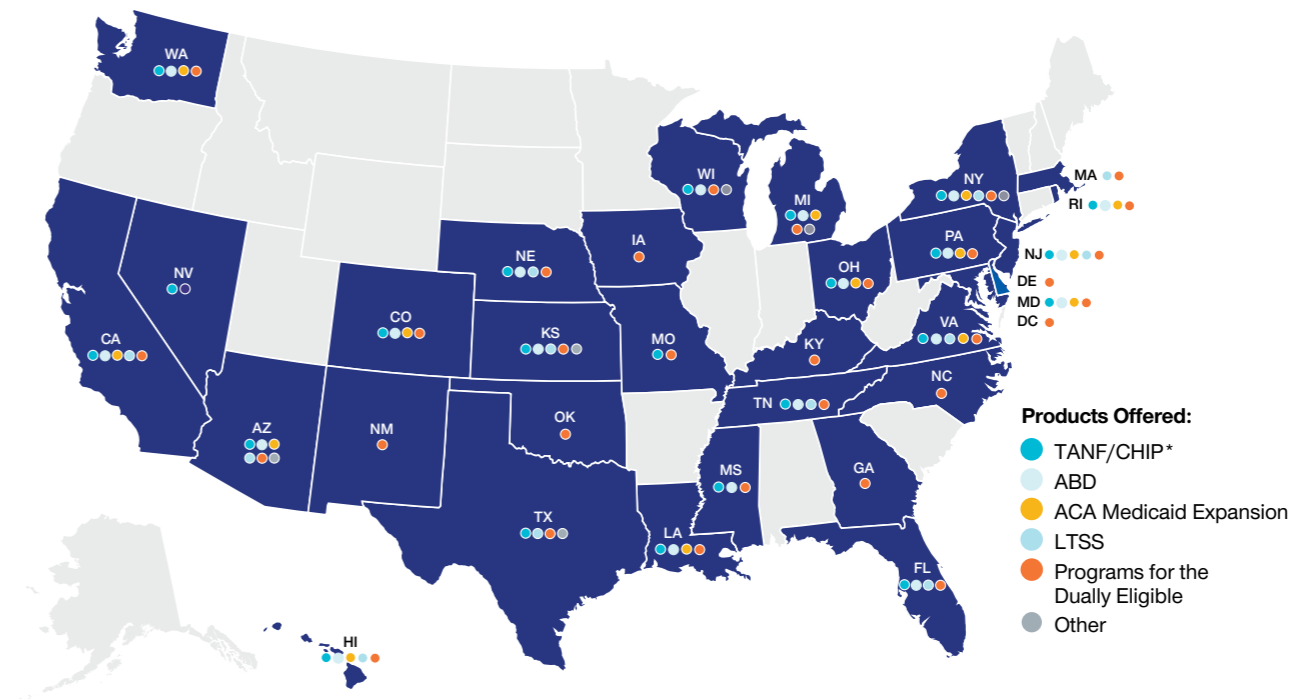 WA
MA
RI
NY
WI
MI
PA
IA
NJ
NE
OH
NV
DE
MD
DC
CO
VA
CA
KS
MO
KY
NC
TN
OK
AZ
NM
MS
GA
TX
LA
FL
HI
Products Offered:
TANF/CHIP*
ABD
ACA Medicaid Expansion
LTSS
Programs for the
Dually Eligible
Other